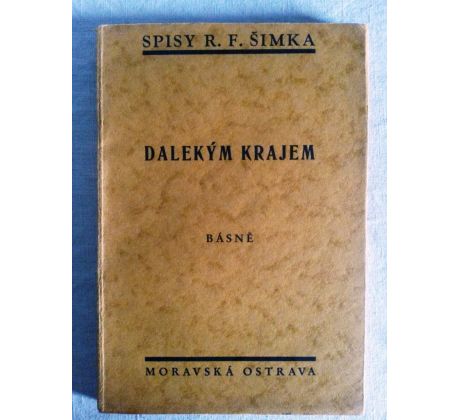 SPISY R. F. ŠIMKA
DALEKÝM KRAJEM
BÁSNĚ
MORAVSKÁ OSTRAVA